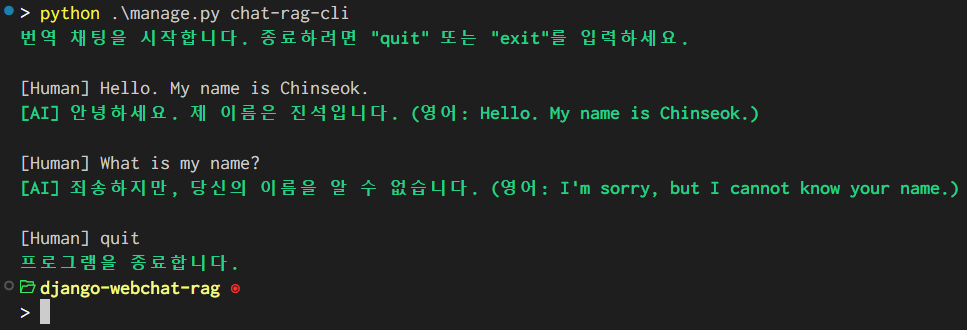 > python .\manage.py chat-rag-cli
번역 채팅을 시작합니다. 종료하려면 "quit" 또는 "exit"를 입력하세요.
[Human] Hello. My name is Chinseok.
[AI] 안녕하세요. 제 이름은 진석입니다. (영어: Hello. My name is Chinseok.)
[Human] What is my name?
[AI] 죄송하지만, 당신의 이름을 알 수 없습니다. (영어: I'm sorry, but I cannot know your name.)
[Human] quit
프로그램을 종료합니다.
django-webchat-rag
>